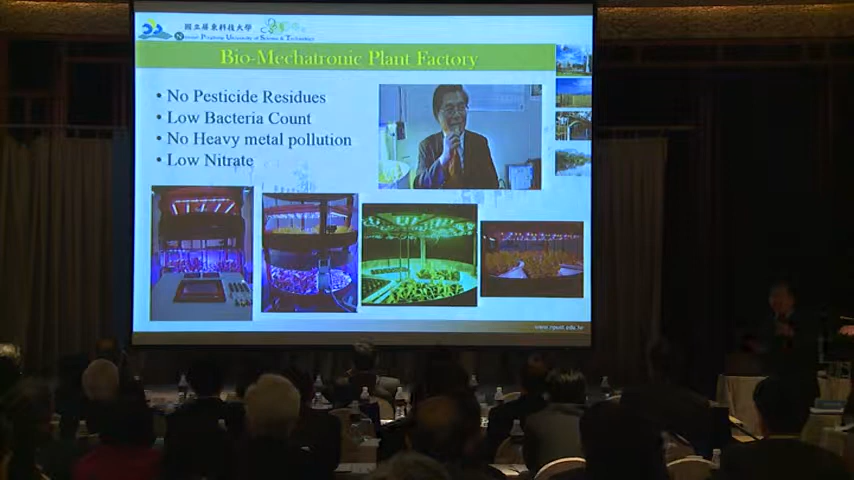 國立屏東科技大學
National Pingtung University of Science & Technology
Bio-Mechatronic Plant Factory
• No Pesticide Residues
• Low Bacteria Count
• No Heavy metal pollution
• Low Nitrate
www.npust.edu.tw